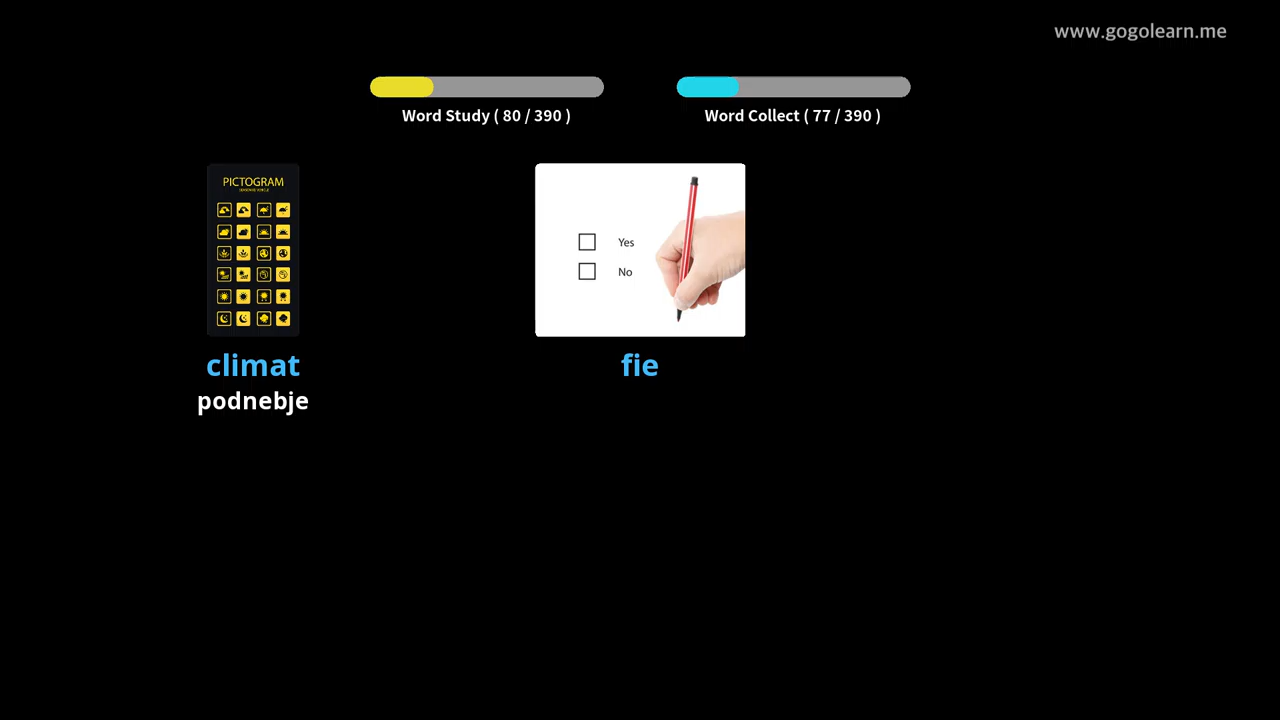 www.gogolearn.me
Word Study ( 80 / 390 )
Word Collect ( 77 / 390 )
PICTOGRAM
Yes
No
climat
fie
podnebje